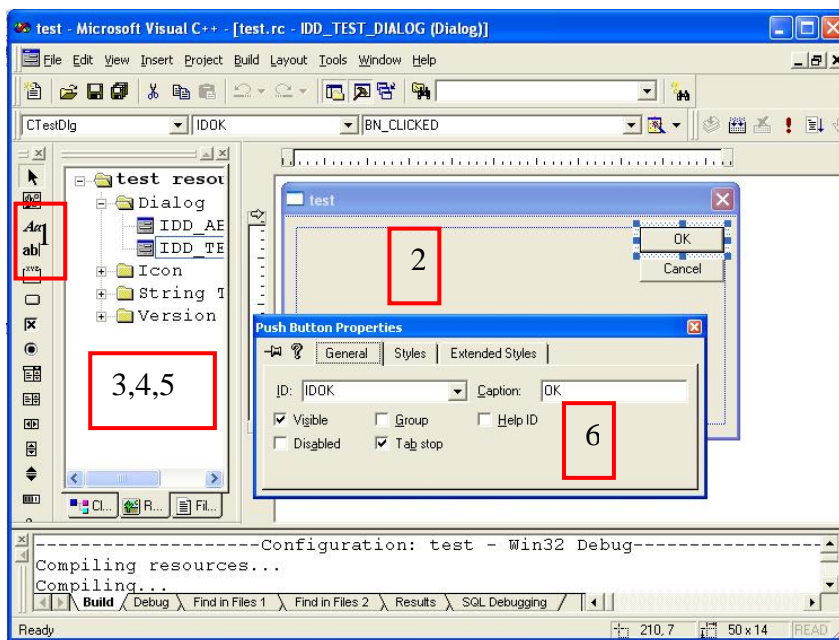 test - Microsoft Visual C++ - [test.rc - IDD_TEST_DIALOG (Dialog)]
File Edit View Insert Project Build Layout Tools Window Help
CTestDlg IDOK BN_CLICKED
test resou
Dialog
IDD_AB
IDD_TE
Icon
String T
Version
Aa
ab
1
3,4,5
Cl... R... Fil...
test
2
OK
Cancel
Push Button Properties
General Styles Extended Styles
ID: IDOK Caption: OK
Visible Group Help ID
Disabled Tab stop
6
--------------------Configuration: test - Win32 Debug--------------------
Compiling resources...
Compiling...
Build Debug Find in Files 1 Find in Files 2 Results SQL Debugging
Ready 210, 7 50 x 14 READ